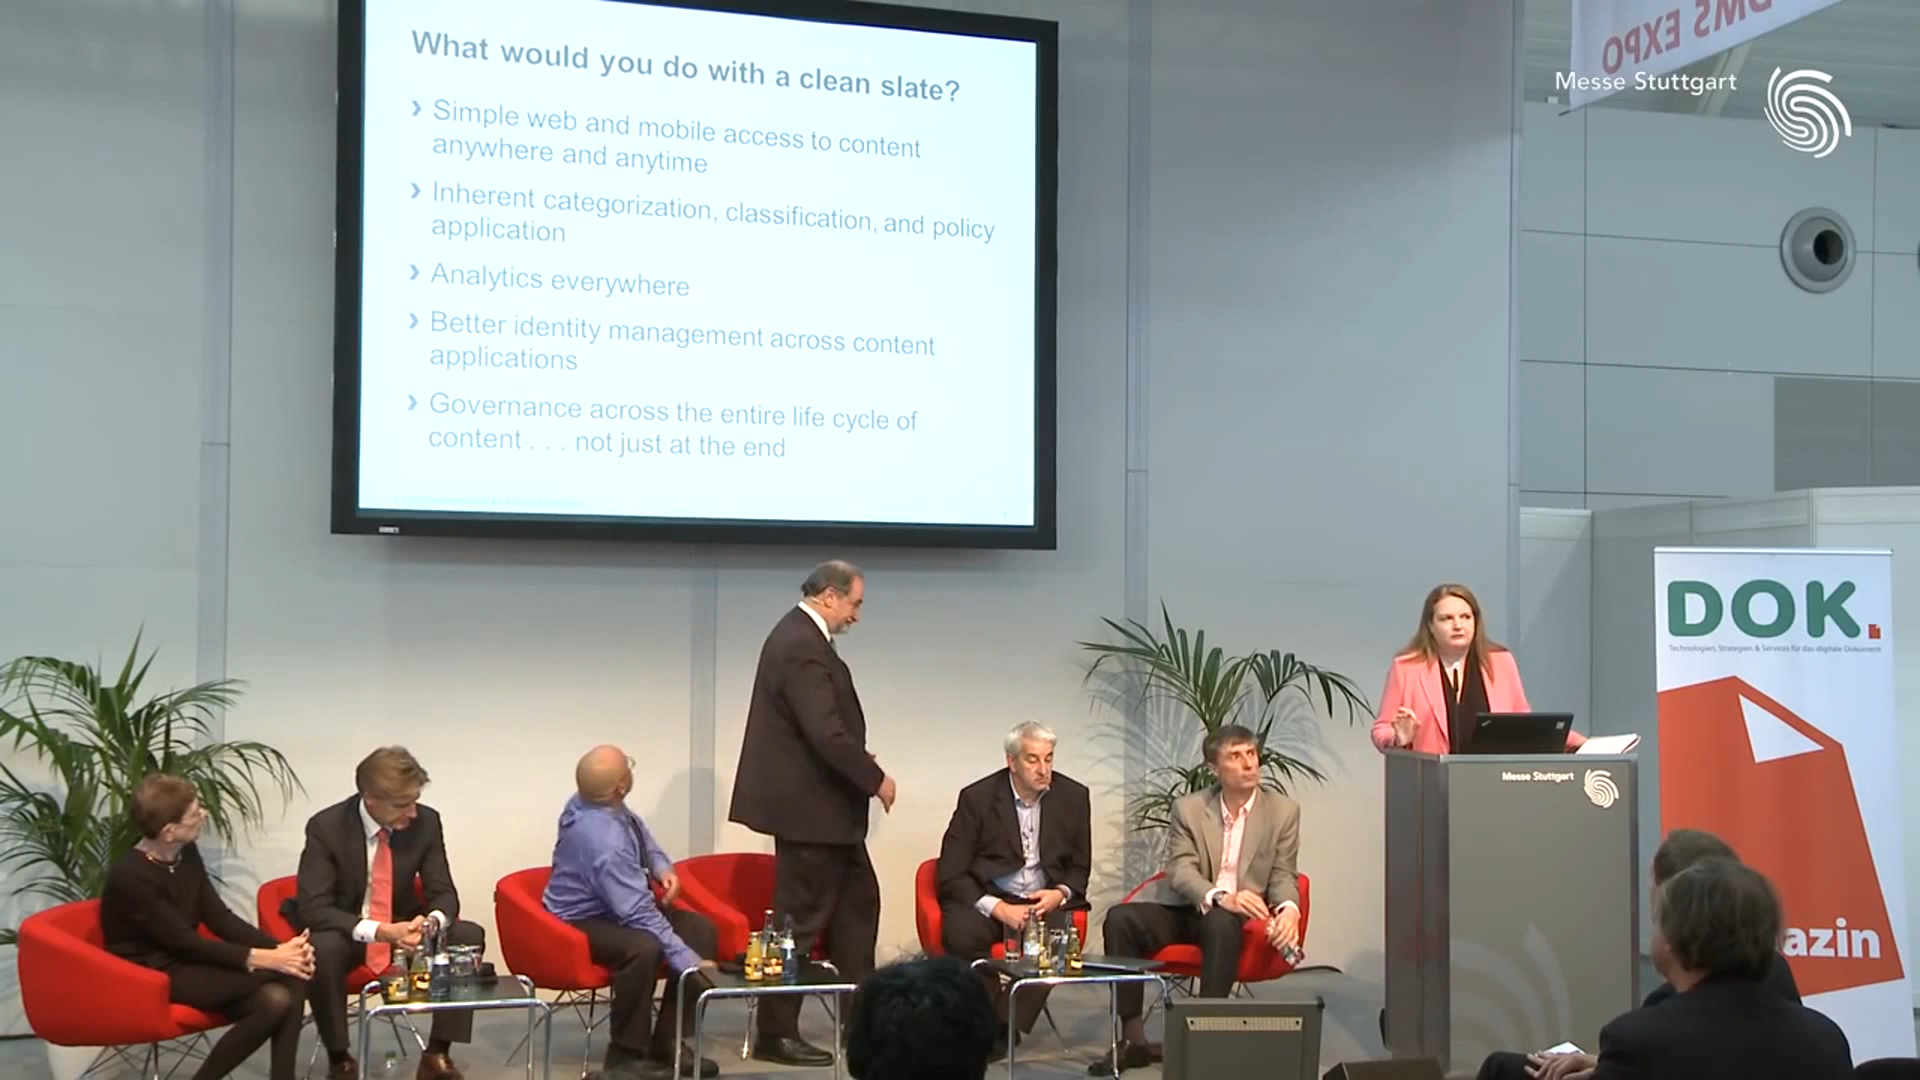 What would you do with a clean slate?
› Simple web and mobile access to content
anywhere and anytime
› Inherent categorization, classification, and policy
application
› Analytics everywhere
› Better identity management across content
applications
› Governance across the entire life cycle of
content . . . not just at the end
DMS EXPO
Messe Stuttgart
DOK.
Technologien, Strategien & Services für das digitale Dokument
Messe Stuttgart
azin